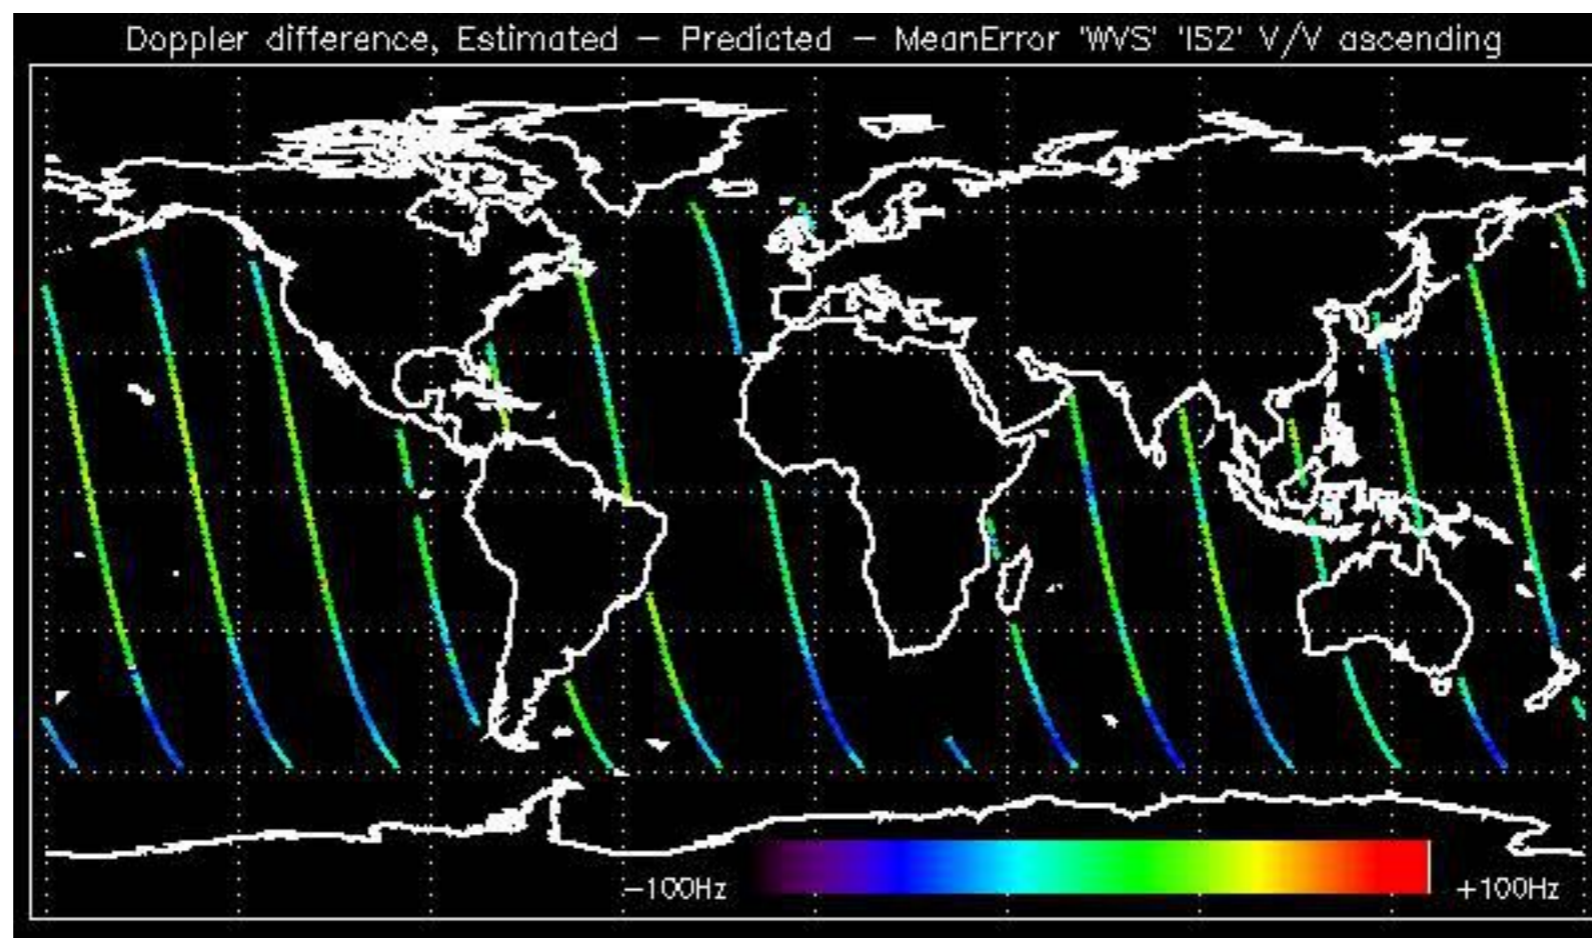 Doppler difference, Estimated – Predicted – MeanError 'WVS' 'IS2' V/V ascending
–100Hz
+100Hz